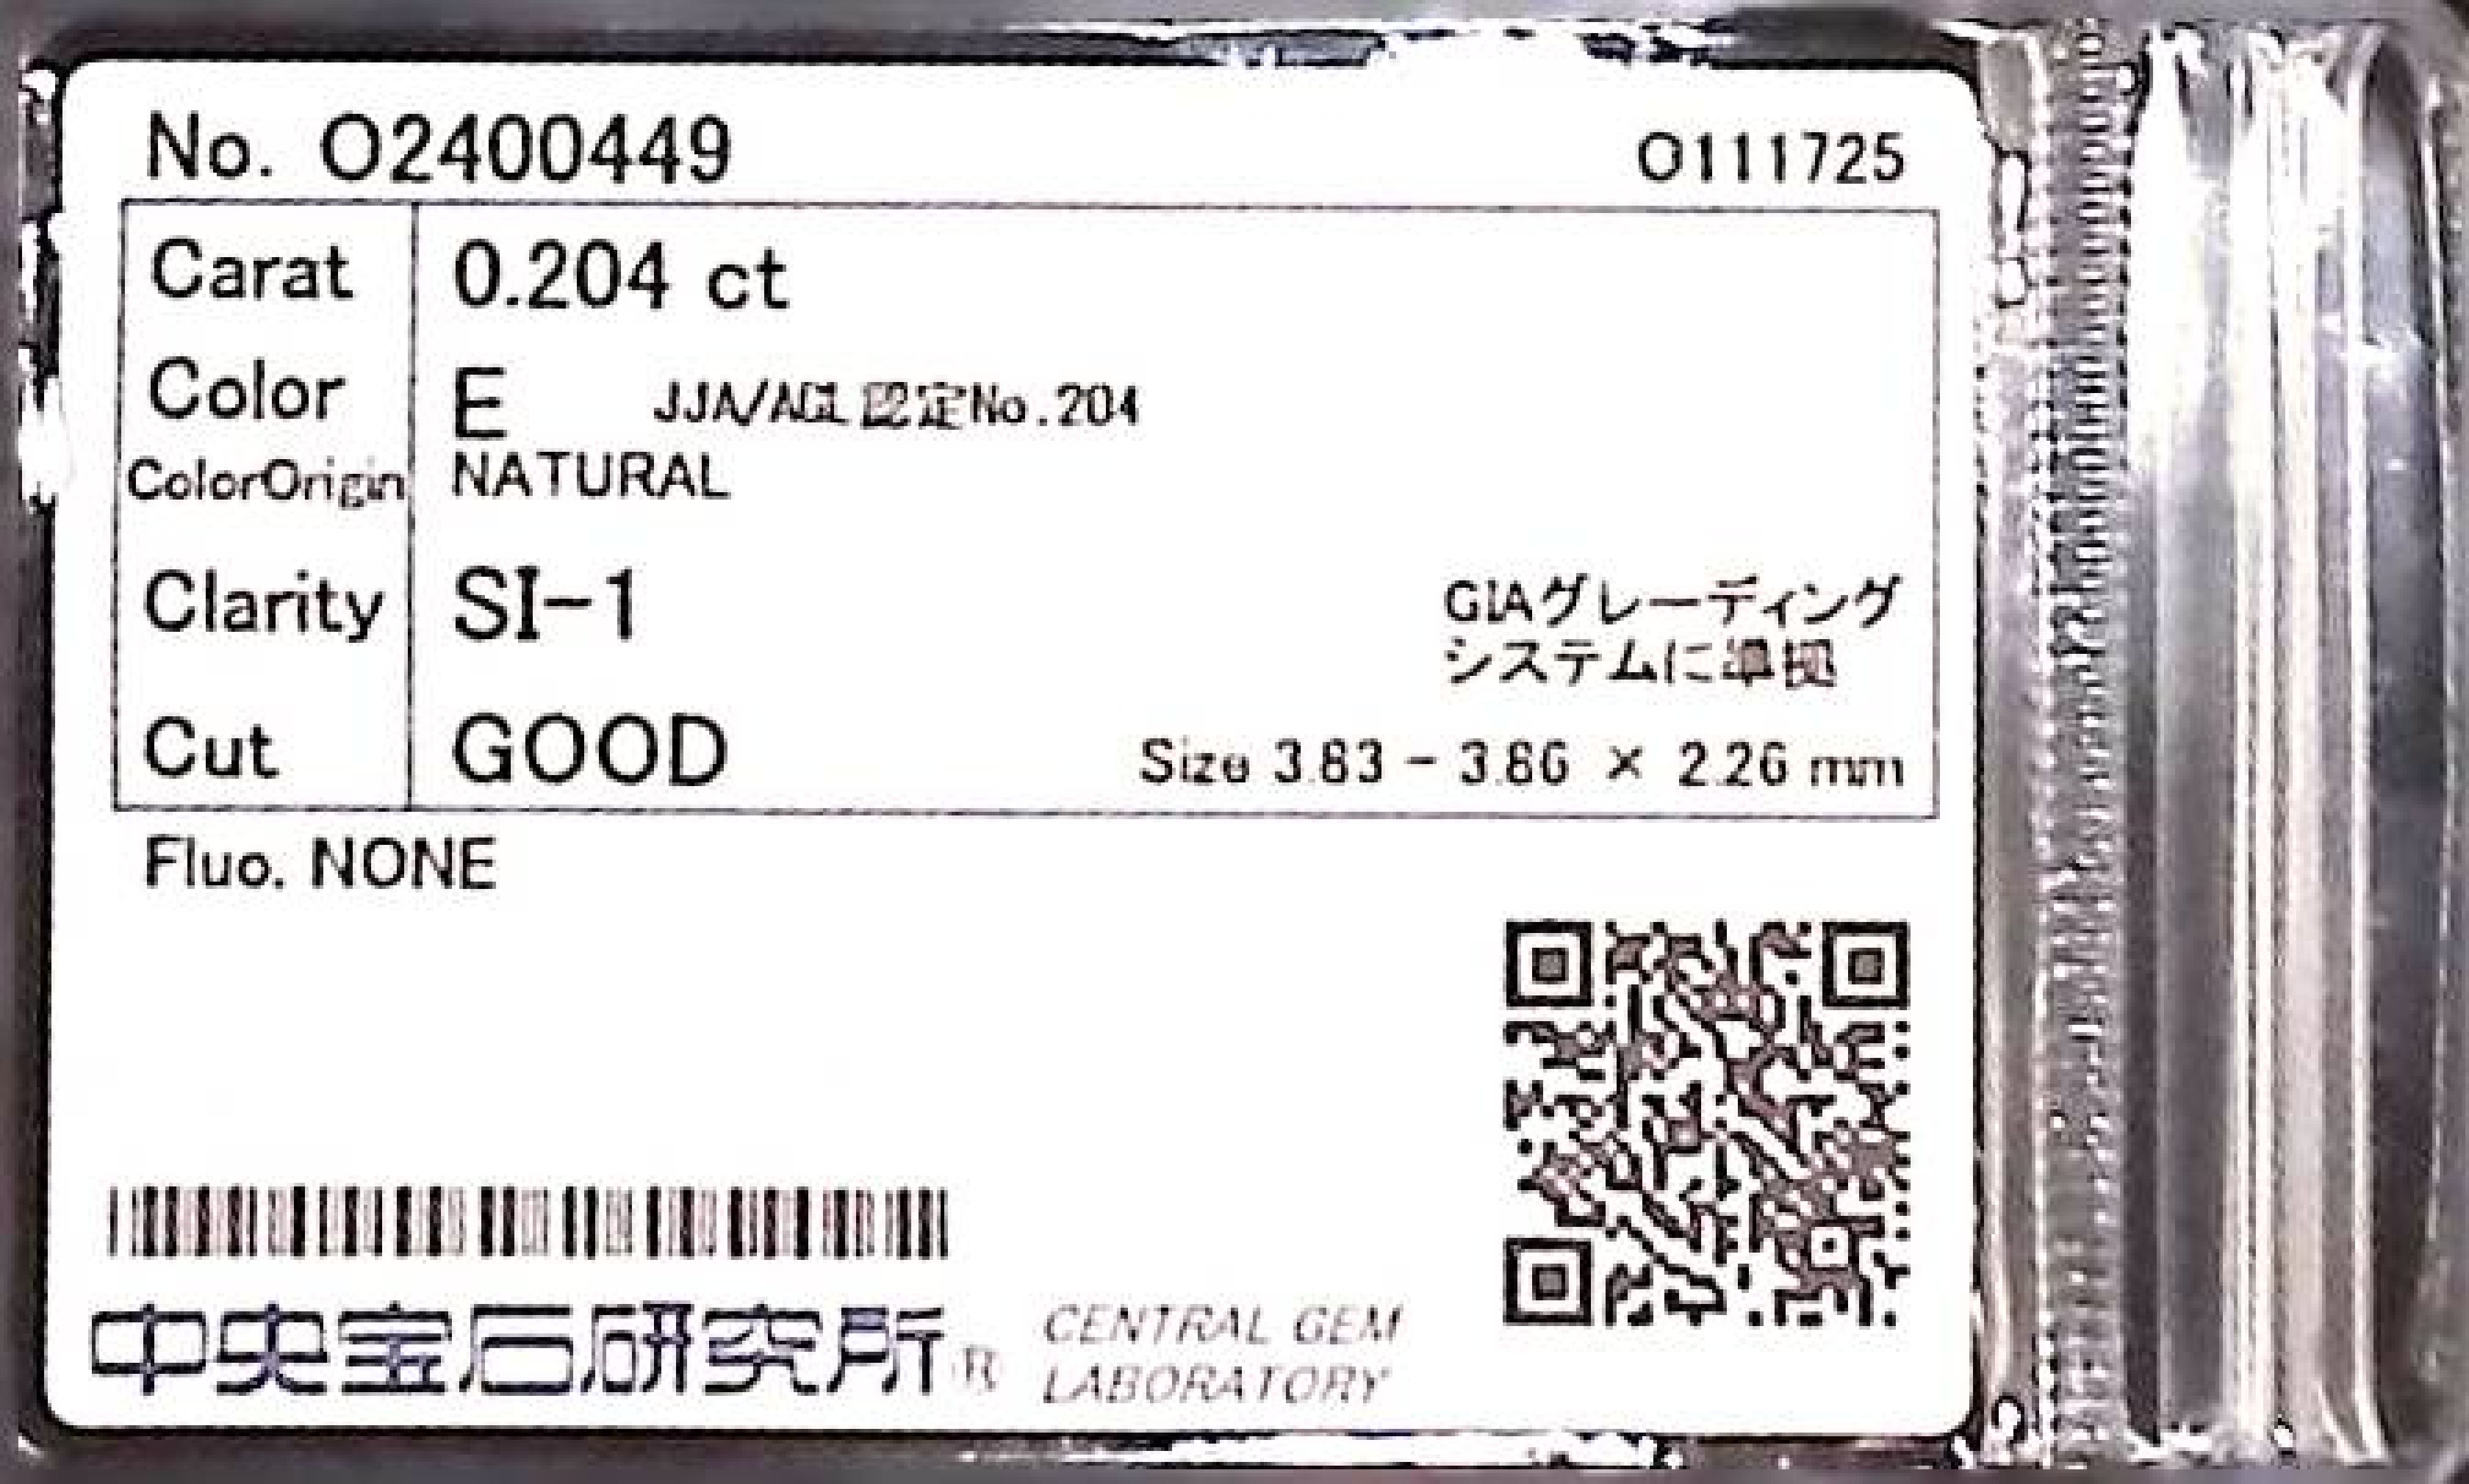 No. O2400449
O111725
Carat 0.204 ct
Color E JJA/AGL認定No.204
ColorOrigin NATURAL
Clarity SI-1
GIAグレーディング
システムに準拠
Cut GOOD
Size 3.83 - 3.86 × 2.26 mm
Fluo. NONE
中央宝石研究所®
CENTRAL GEM
LABORATORY